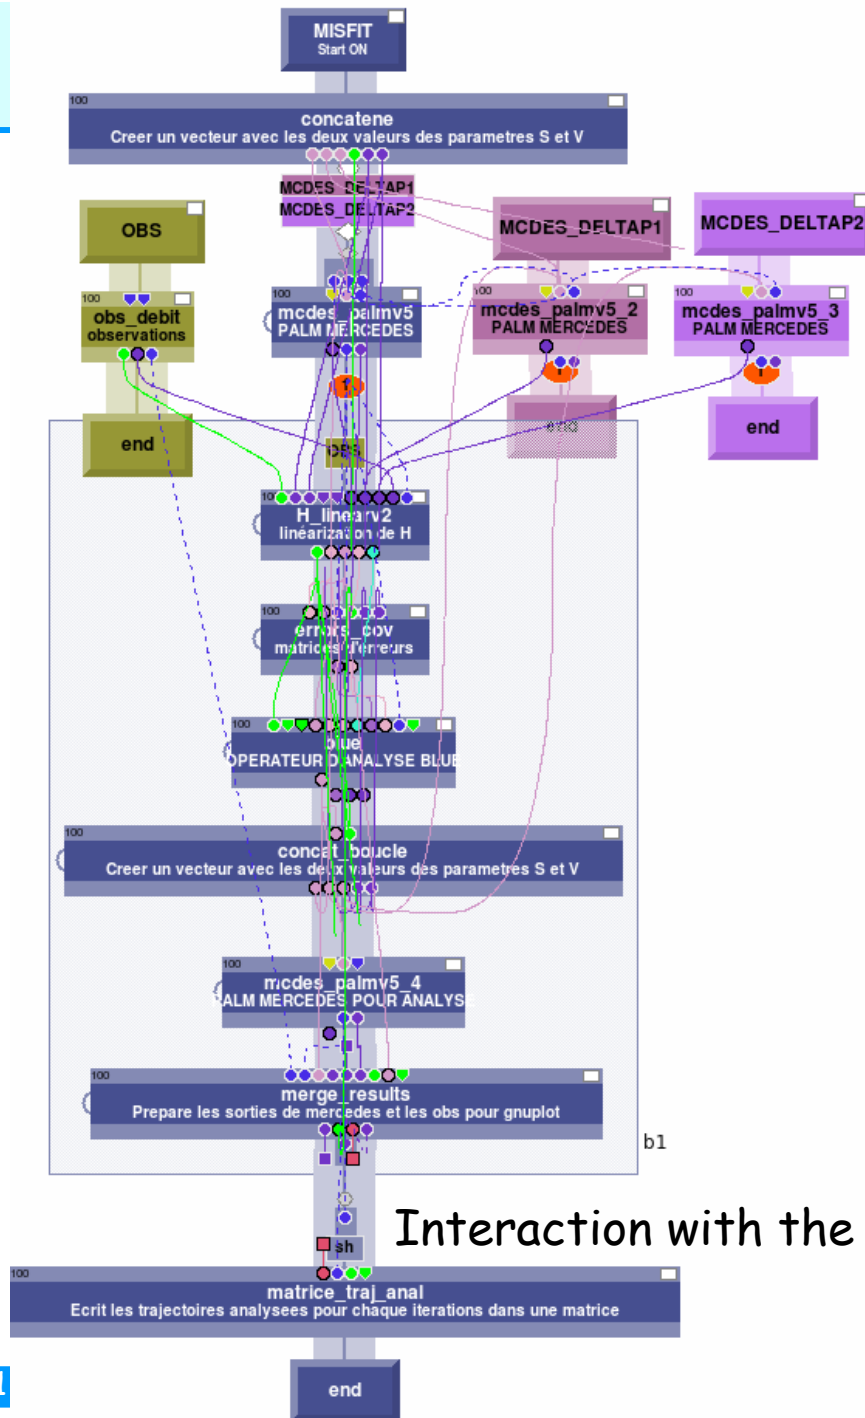 MISFIT
Start ON
100
concatene
Creer un vecteur avec les deux valeurs des parametres S et V
MCDES_DELTAP1
MCDES_DELTAP2
OBS
MCDES_DELTAP1
MCDES_DELTAP2
100
obs_debit
observations
100
mcdes_palmv5
PALM MERCEDES
100
mcdes_palmv5_2
PALM MERCEDES
100
mcdes_palmv5_3
PALM MERCEDES
end
end
end
OBS
H_linearv2
linéarization de H
100
errors_cov
matrices d'erreurs
100
blue
OPERATEUR D'ANALYSE BLUE
100
concat_boucle
Creer un vecteur avec les deux valeurs des parametres S et V
100
mcdes_palmv5_4
PALM MERCEDES POUR ANALYSE
100
merge_results
Prepare les sorties de mercedes et les obs pour gnuplot
b1
Interaction with the
sh
100
matrice_traj_anal
Ecrit les trajectoires analysees pour chaque iterations dans une matrice
end